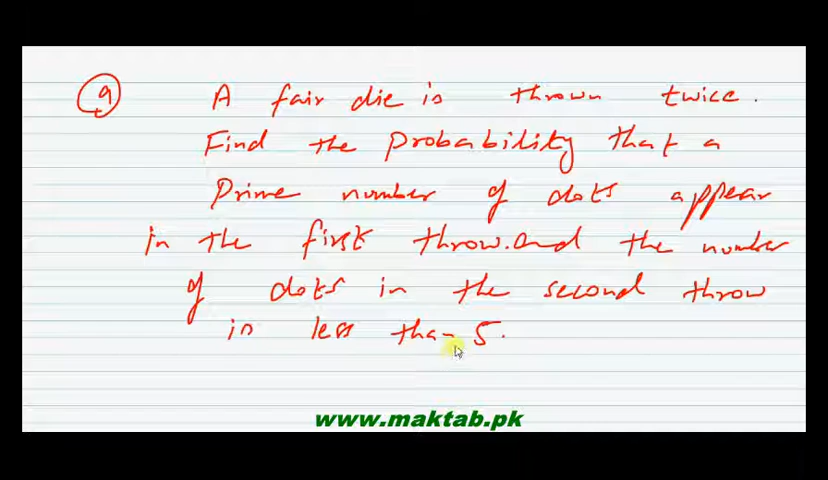 9 A fair die is thrown twice.
Find the probability that a
Prime number of dots appear
in the first throw. and the number
of dots in the second throw
is less than 5.
www.maktab.pk